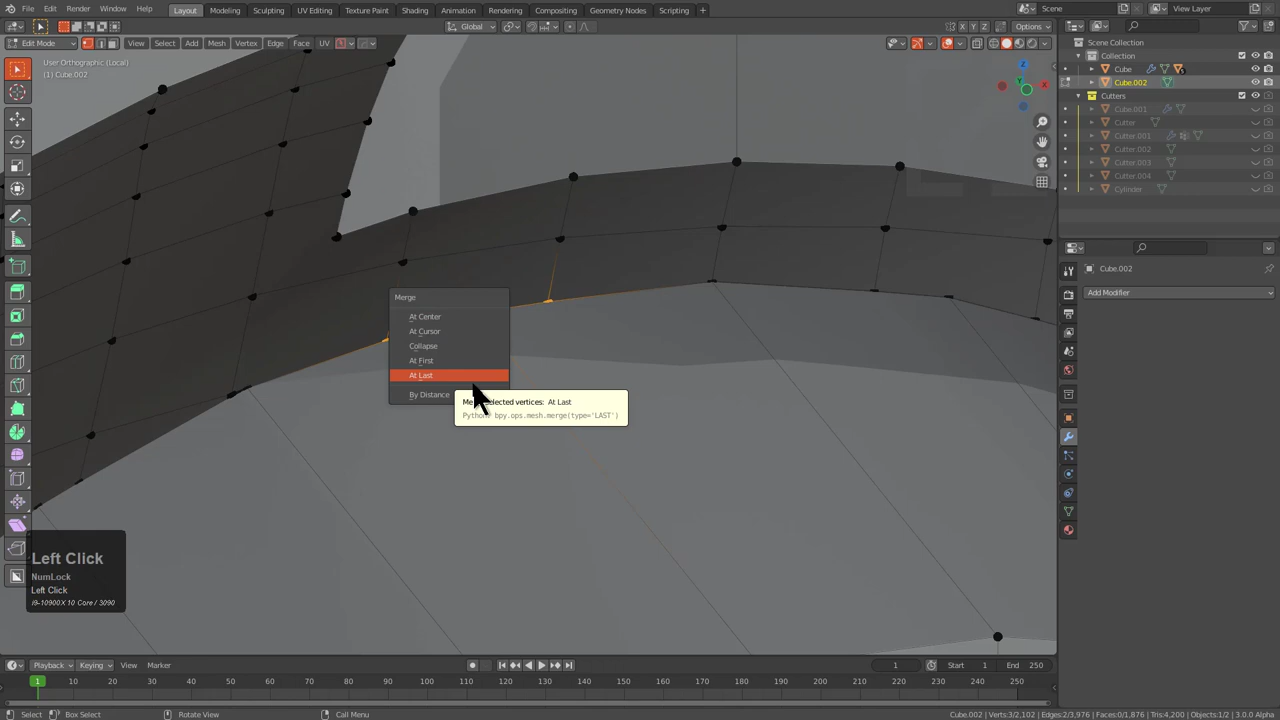 File Edit Render Window Help
Layout Modeling Sculpting UV Editing Texture Paint Shading Animation Rendering Compositing Geometry Nodes Scripting +
Scene
View Layer
Global
X Y Z
Options
Edit Mode
View Select Add Mesh Vertex Edge Face UV
User Orthographic (Local)
(1) Cube.002
Z
Y
X
Scene Collection
Collection
Cube
Cube.002
Cutters
Cube.001
Cutter
Cutter.001
Cutter.002
Cutter.003
Cutter.004
Cylinder
Cube.002
Add Modifier
Merge
At Center
At Cursor
Collapse
At First
At Last
By Distance
selected vertices: At Last
bpy.ops.mesh.merge(type='LAST')
Left Click
NumLock
Left Click
i9-10900X 10 Core / 3090
Playback Keying View Marker
1
Start 1
End 250
1 10 20 30 40 50 60 70 80 90 100 110 120 130 140 150 160 170 180 190 200 210 220 230 240 250
Select Box Select Rotate View Call Menu
Cube.002 | Verts:3/2,102 | Edges:2/3,976 | Faces:0/1,876 | Tris:4,200 | Objects:1/2 | 3.0.0 Alpha